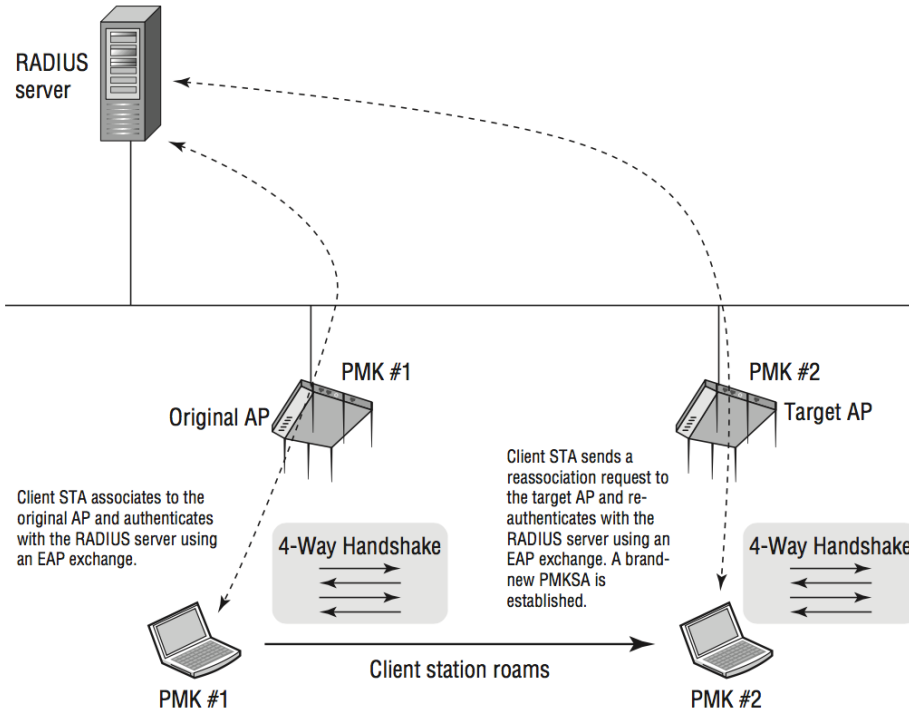 RADIUS
server
PMK #1
Original AP
PMK #2
Target AP
Client STA associates to the
original AP and authenticates
with the RADIUS server using
an EAP exchange.
4-Way Handshake
Client STA sends a
reassociation request to
the target AP and re-
authenticates with the
RADIUS server using an
EAP exchange. A brand-
new PMKSA is
established.
4-Way Handshake
Client station roams
PMK #1
PMK #2